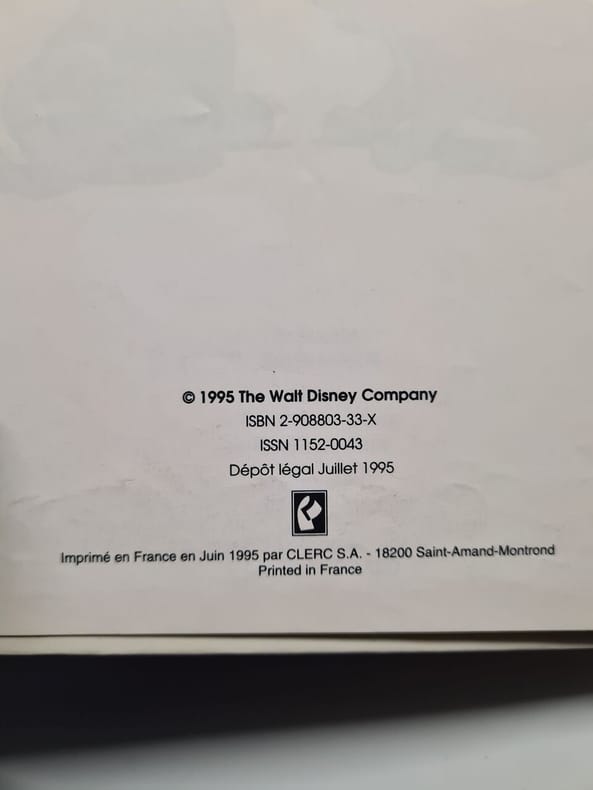 © 1995 The Walt Disney Company
ISBN 2-908803-33-X
ISSN 1152-0043
Dépôt légal Juillet 1995
Imprimé en France en Juin 1995 par CLERC S.A. - 18200 Saint-Amand-Montrond
Printed in France